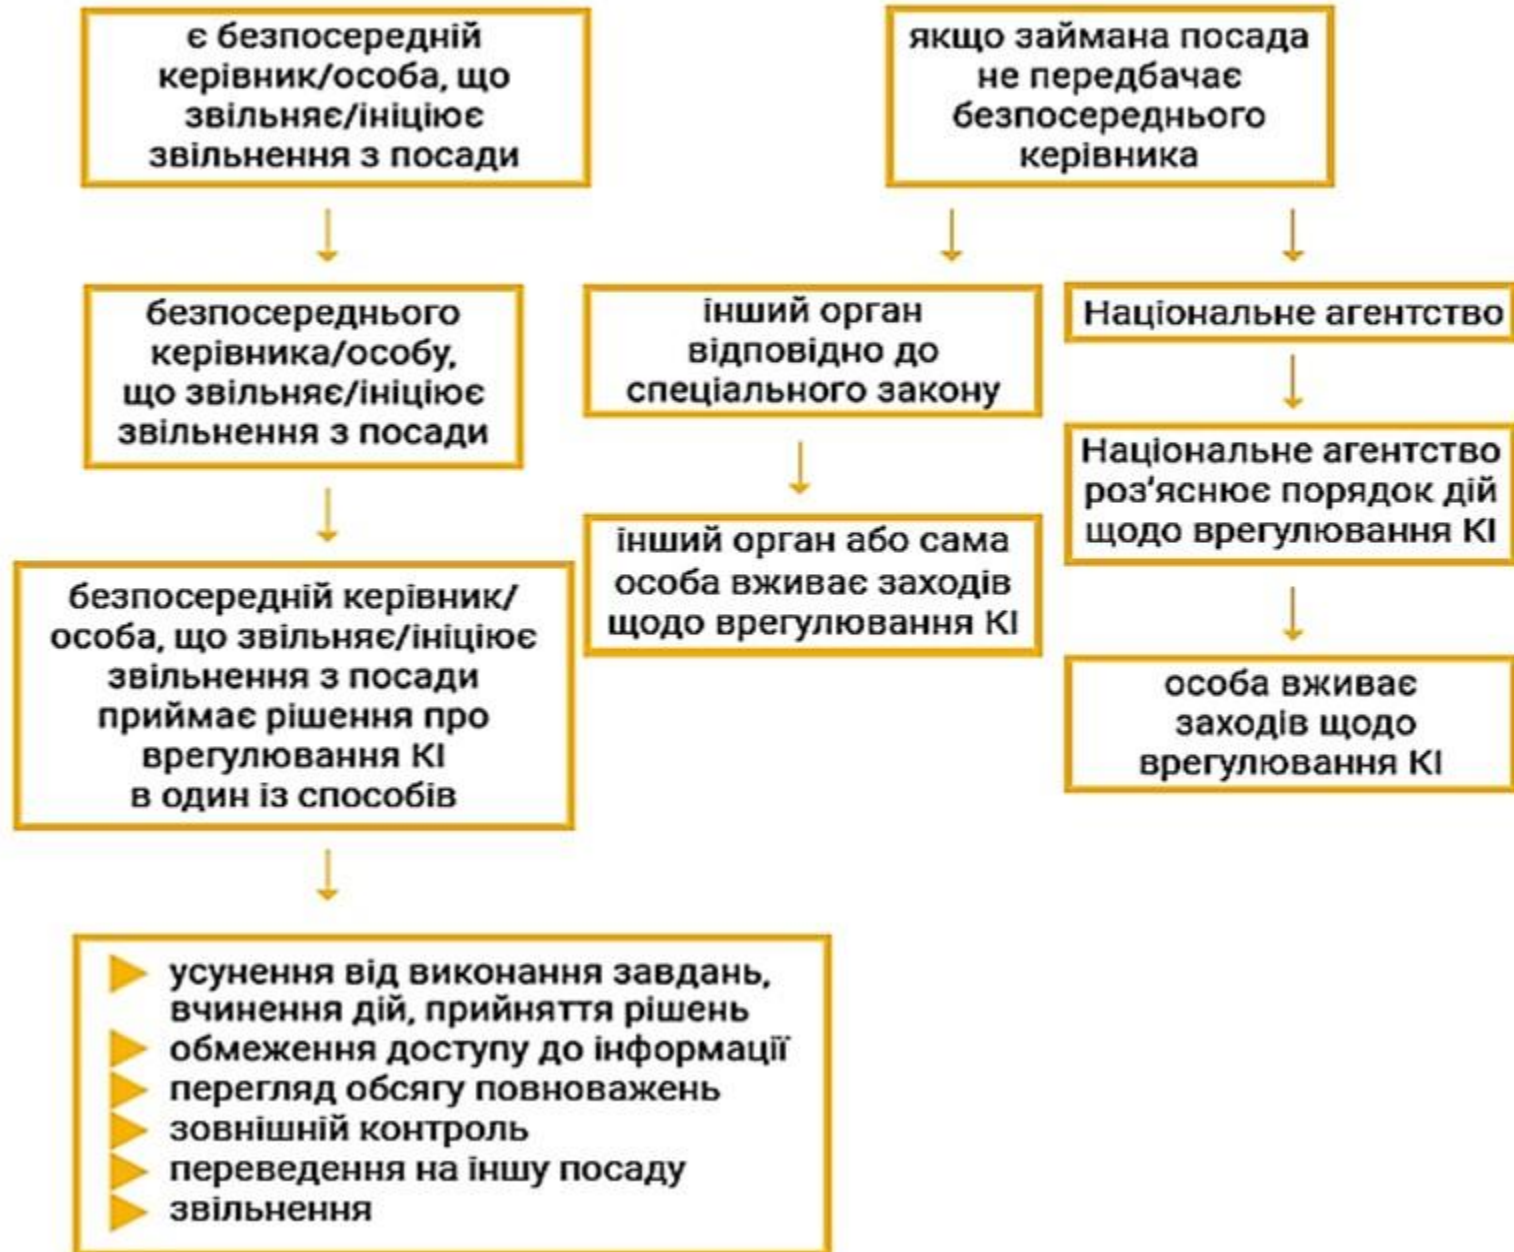 є безпосередній
керівник/особа, що
звільняє/ініціює
звільнення з посади
якщо займана посада
не передбачає
безпосереднього
керівника
безпосереднього
керівника/особу,
що звільняє/ініціює
звільнення з посади
інший орган
відповідно до
спеціального закону
Національне агентство
безпосередній керівник/
особа, що звільняє/ініціює
звільнення з посади
приймає рішення про
врегулювання КІ
в один із способів
інший орган або сама
особа вживає заходів
щодо врегулювання КІ
Національне агентство
роз'яснює порядок дій
щодо врегулювання КІ
особа вживає
заходів щодо
врегулювання КІ
усунення від виконання завдань,
вчинення дій, прийняття рішень
обмеження доступу до інформації
перегляд обсягу повноважень
зовнішній контроль
переведення на іншу посаду
звільнення